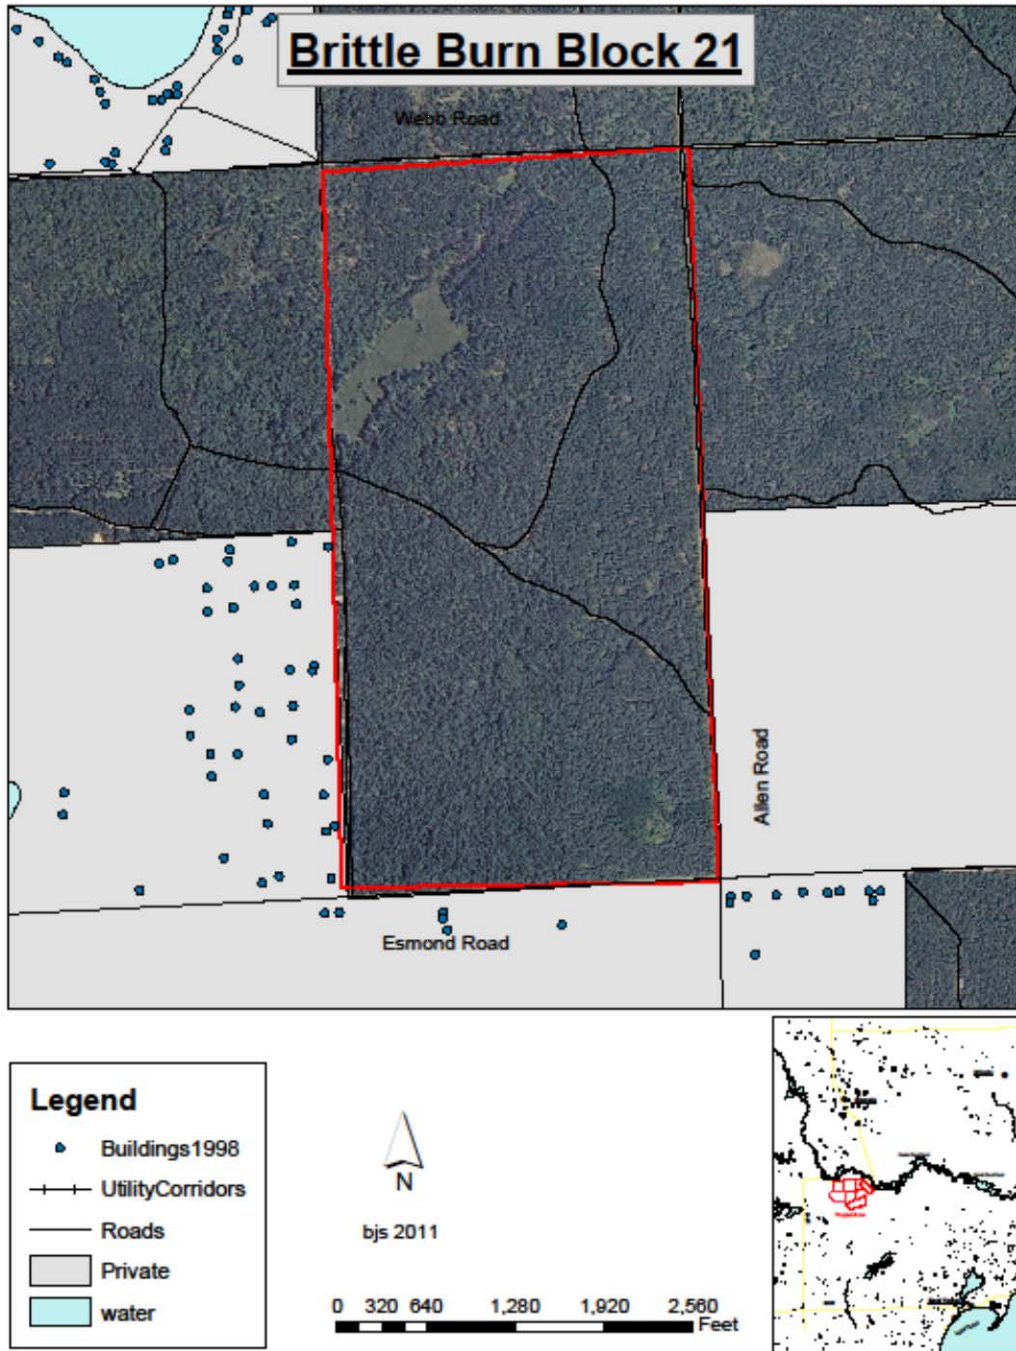 Brittle Burn Block 21
Webb Road
Allen Road
Esmond Road
Legend
Buildings1998
UtilityCorridors
Roads
Private
water
N
bjs 2011
0 320 640 1,280 1,920 2,560
Feet